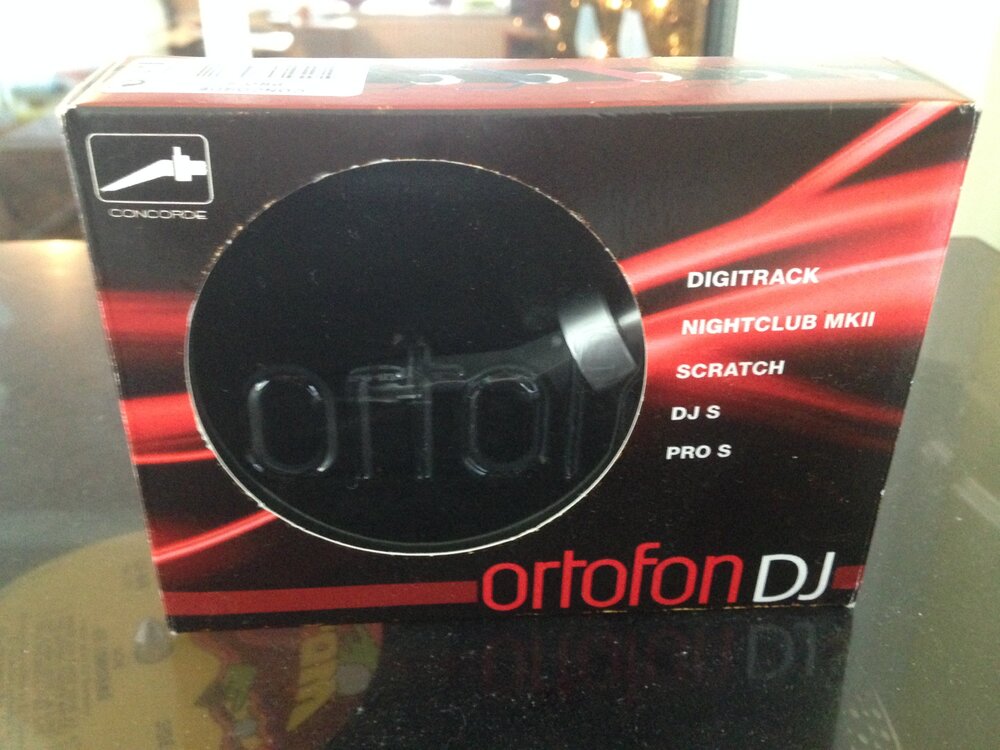 CONCORDE
DIGITRACK
NIGHTCLUB MKII
SCRATCH
DJ S
PRO S
ortofon
ortofon DJ